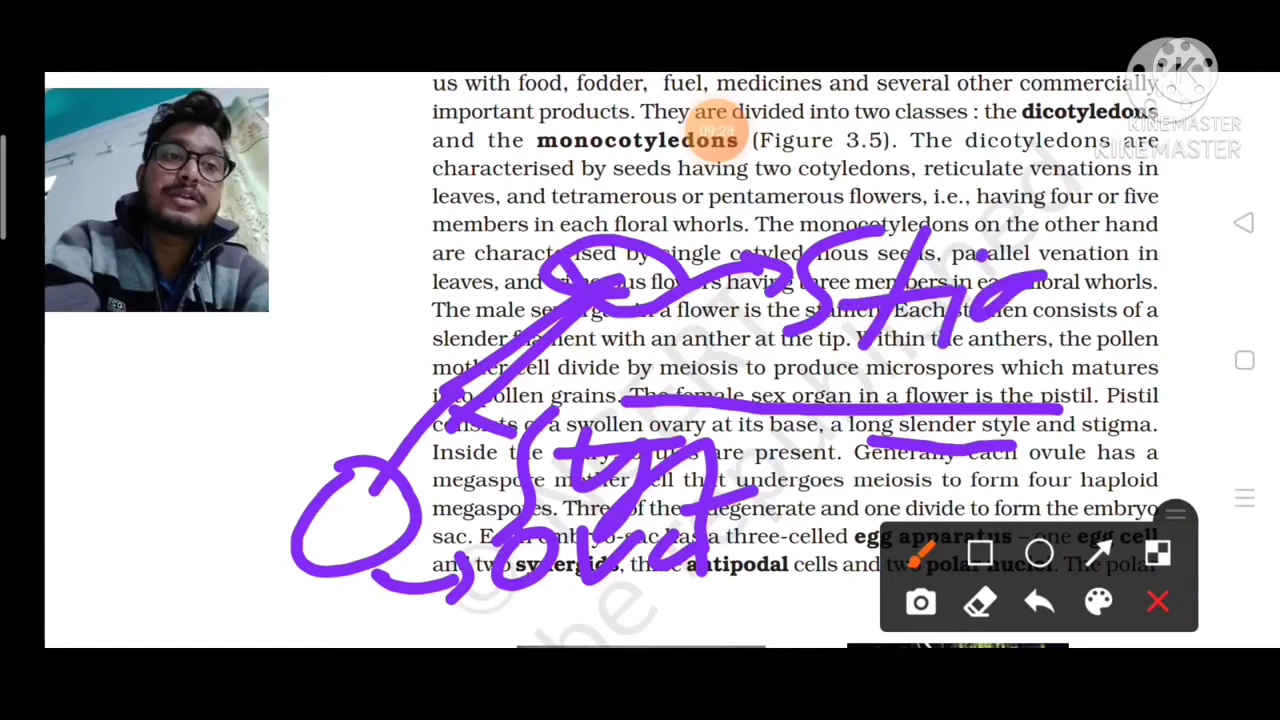 us with food, fodder, fuel, medicines and several other commercially
important products. They are divided into two classes : the dicotyledons
and the monocotyledons (Figure 3.5). The dicotyledons are
characterised by seeds having two cotyledons, reticulate venations in
leaves, and tetramerous or pentamerous flowers, i.e., having four or five
members in each floral whorls. The monocotyledons on the other hand
are characterised by single cotyledonous seeds, parallel venation in
leaves, and flowers having three members in each floral whorls.
The male sex organ in a flower is the stamen. Each stamen consists of a
slender filament with an anther at the tip. Within the anthers, the pollen
mother cell divide by meiosis to produce microspores which matures
into pollen grains. The female sex organ in a flower is the pistil. Pistil
consists of a swollen ovary at its base, a long slender style and stigma.
Inside the are present. Generally each ovule has a
megaspore mother cell that undergoes meiosis to form four haploid
megaspores. Three of the degenerate and one divide to form the embryo
sac. Each embryo-sac has a three-celled egg apparatus – one egg cell
and two synergids, three antipodal cells and two polar nuclei. The polar
09:28
KINEMASTER
KINEMASTER
© NCERT
be republished